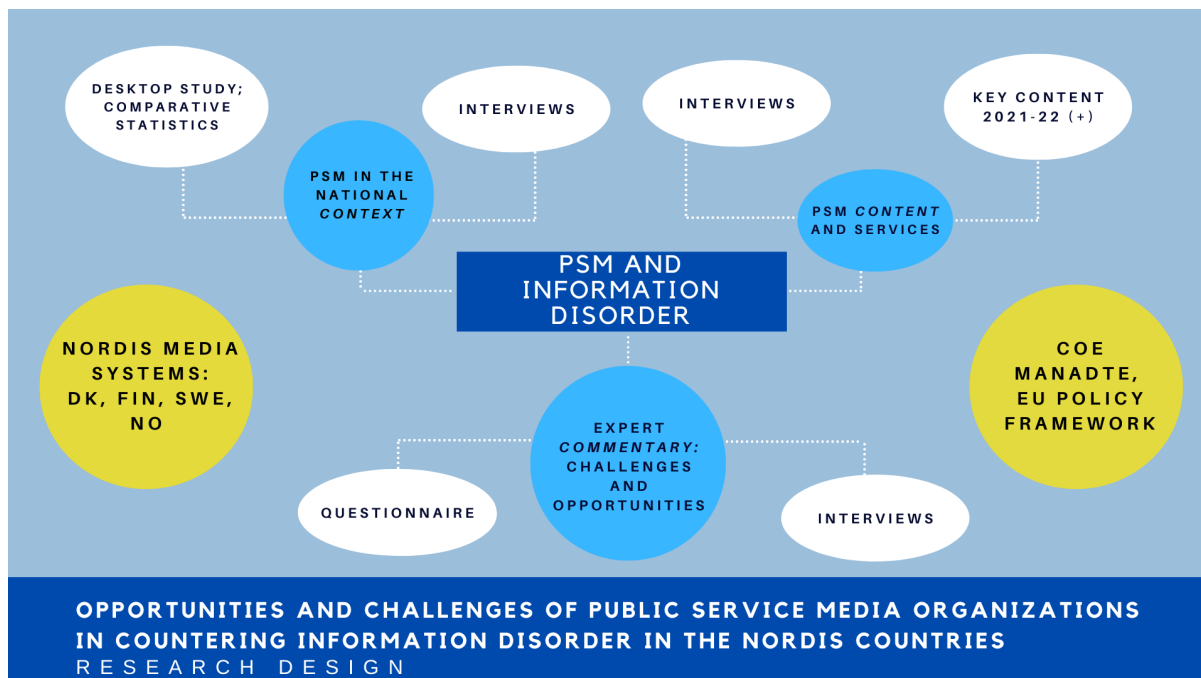 DESKTOP STUDY;
COMPARATIVE
STATISTICS
INTERVIEWS
INTERVIEWS
KEY CONTENT
2021-22 (+)
PSM IN THE
NATIONAL
CONTEXT
PSM CONTENT
AND SERVICES
PSM AND
INFORMATION
DISORDER
NORDIS MEDIA
SYSTEMS:
DK, FIN, SWE,
NO
COE
MANADTE,
EU POLICY
FRAMEWORK
EXPERT
COMMENTARY:
CHALLENGES
AND
OPPORTUNITIES
QUESTIONNAIRE
INTERVIEWS
OPPORTUNITIES AND CHALLENGES OF PUBLIC SERVICE MEDIA ORGANIZATIONS
IN COUNTERING INFORMATION DISORDER IN THE NORDIS COUNTRIES
RESEARCH DESIGN